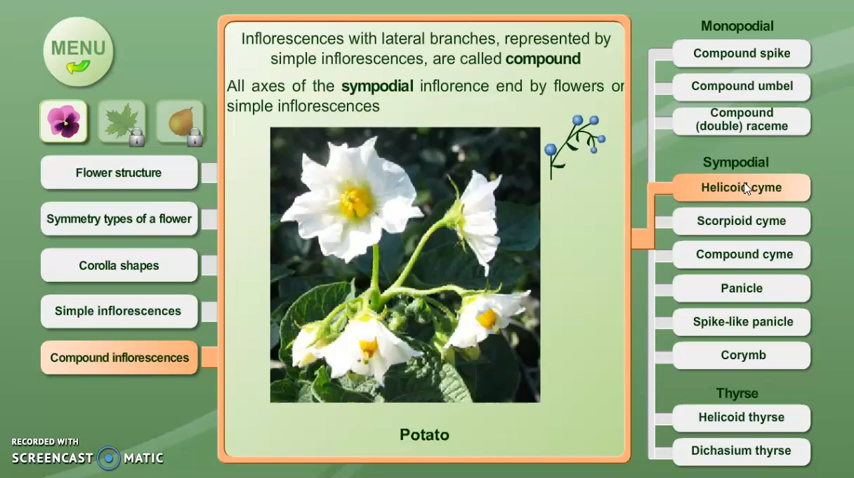 MENU
Flower structure
Symmetry types of a flower
Corolla shapes
Simple inflorescences
Compound inflorescences
RECORDED WITH
SCREENCAST MATIC
Inflorescences with lateral branches, represented by
simple inflorescences, are called compound
All axes of the sympodial inflorence end by flowers or
simple inflorescences
Potato
Monopodial
Compound spike
Compound umbel
Compound
(double) raceme
Sympodial
Helicoid cyme
Scorpioid cyme
Compound cyme
Panicle
Spike-like panicle
Corymb
Thyrse
Helicoid thyrse
Dichasium thyrse